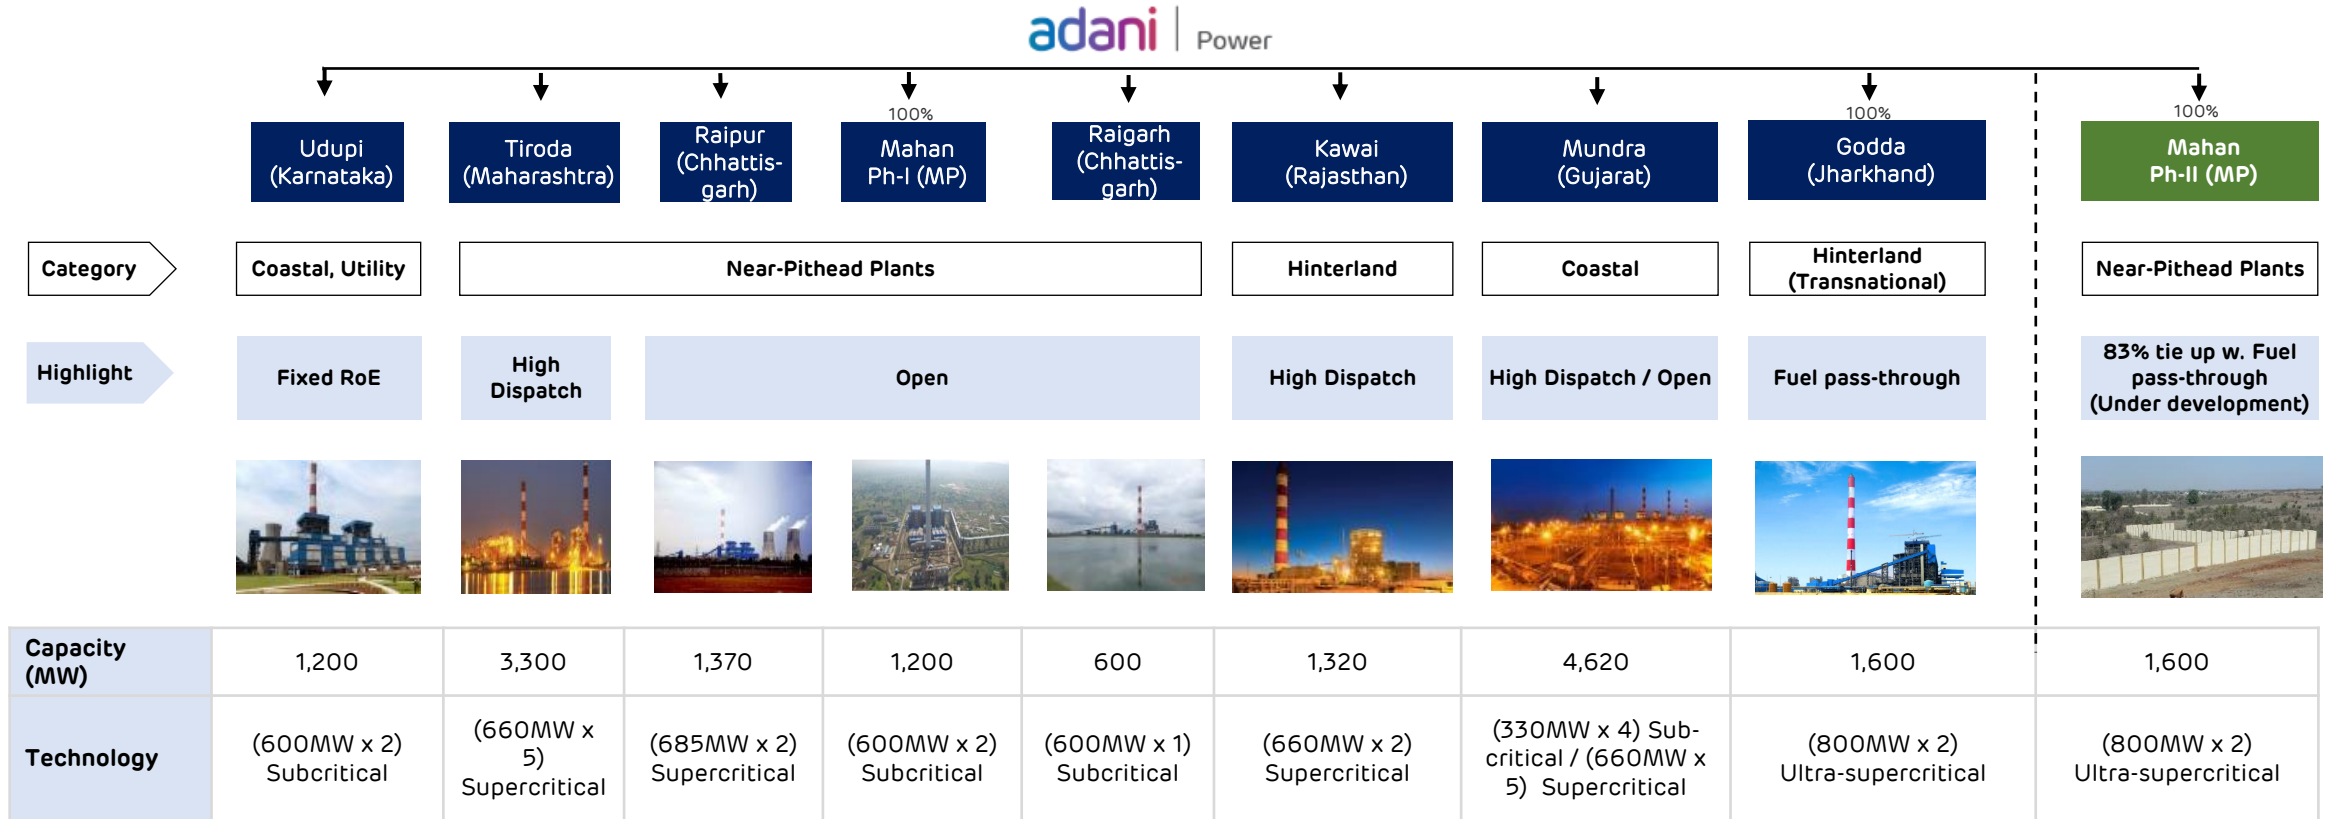 adani | Power
100%
100%
100%
Udupi
(Karnataka)
Tiroda
(Maharashtra)
Raipur
(Chhattis-
garh)
Mahan
Ph-I (MP)
Raigarh
(Chhattis-
garh)
Kawai
(Rajasthan)
Mundra
(Gujarat)
Godda
(Jharkhand)
Mahan
Ph-II (MP)
Category
Coastal, Utility
Near-Pithead Plants
Hinterland
Coastal
Hinterland
(Transnational)
Near-Pithead Plants
Highlight
Fixed RoE
High
Dispatch
Open
High Dispatch
High Dispatch / Open
Fuel pass-through
83% tie up w. Fuel
pass-through
(Under development)
Capacity
(MW)
1,200
3,300
1,370
1,200
600
1,320
4,620
1,600
1,600
Technology
(600MW x 2)
Subcritical
(660MW x
5)
Supercritical
(685MW x 2)
Supercritical
(600MW x 2)
Subcritical
(600MW x 1)
Subcritical
(660MW x 2)
Supercritical
(330MW x 4) Sub-
critical / (660MW x
5) Supercritical
(800MW x 2)
Ultra-supercritical
(800MW x 2)
Ultra-supercritical